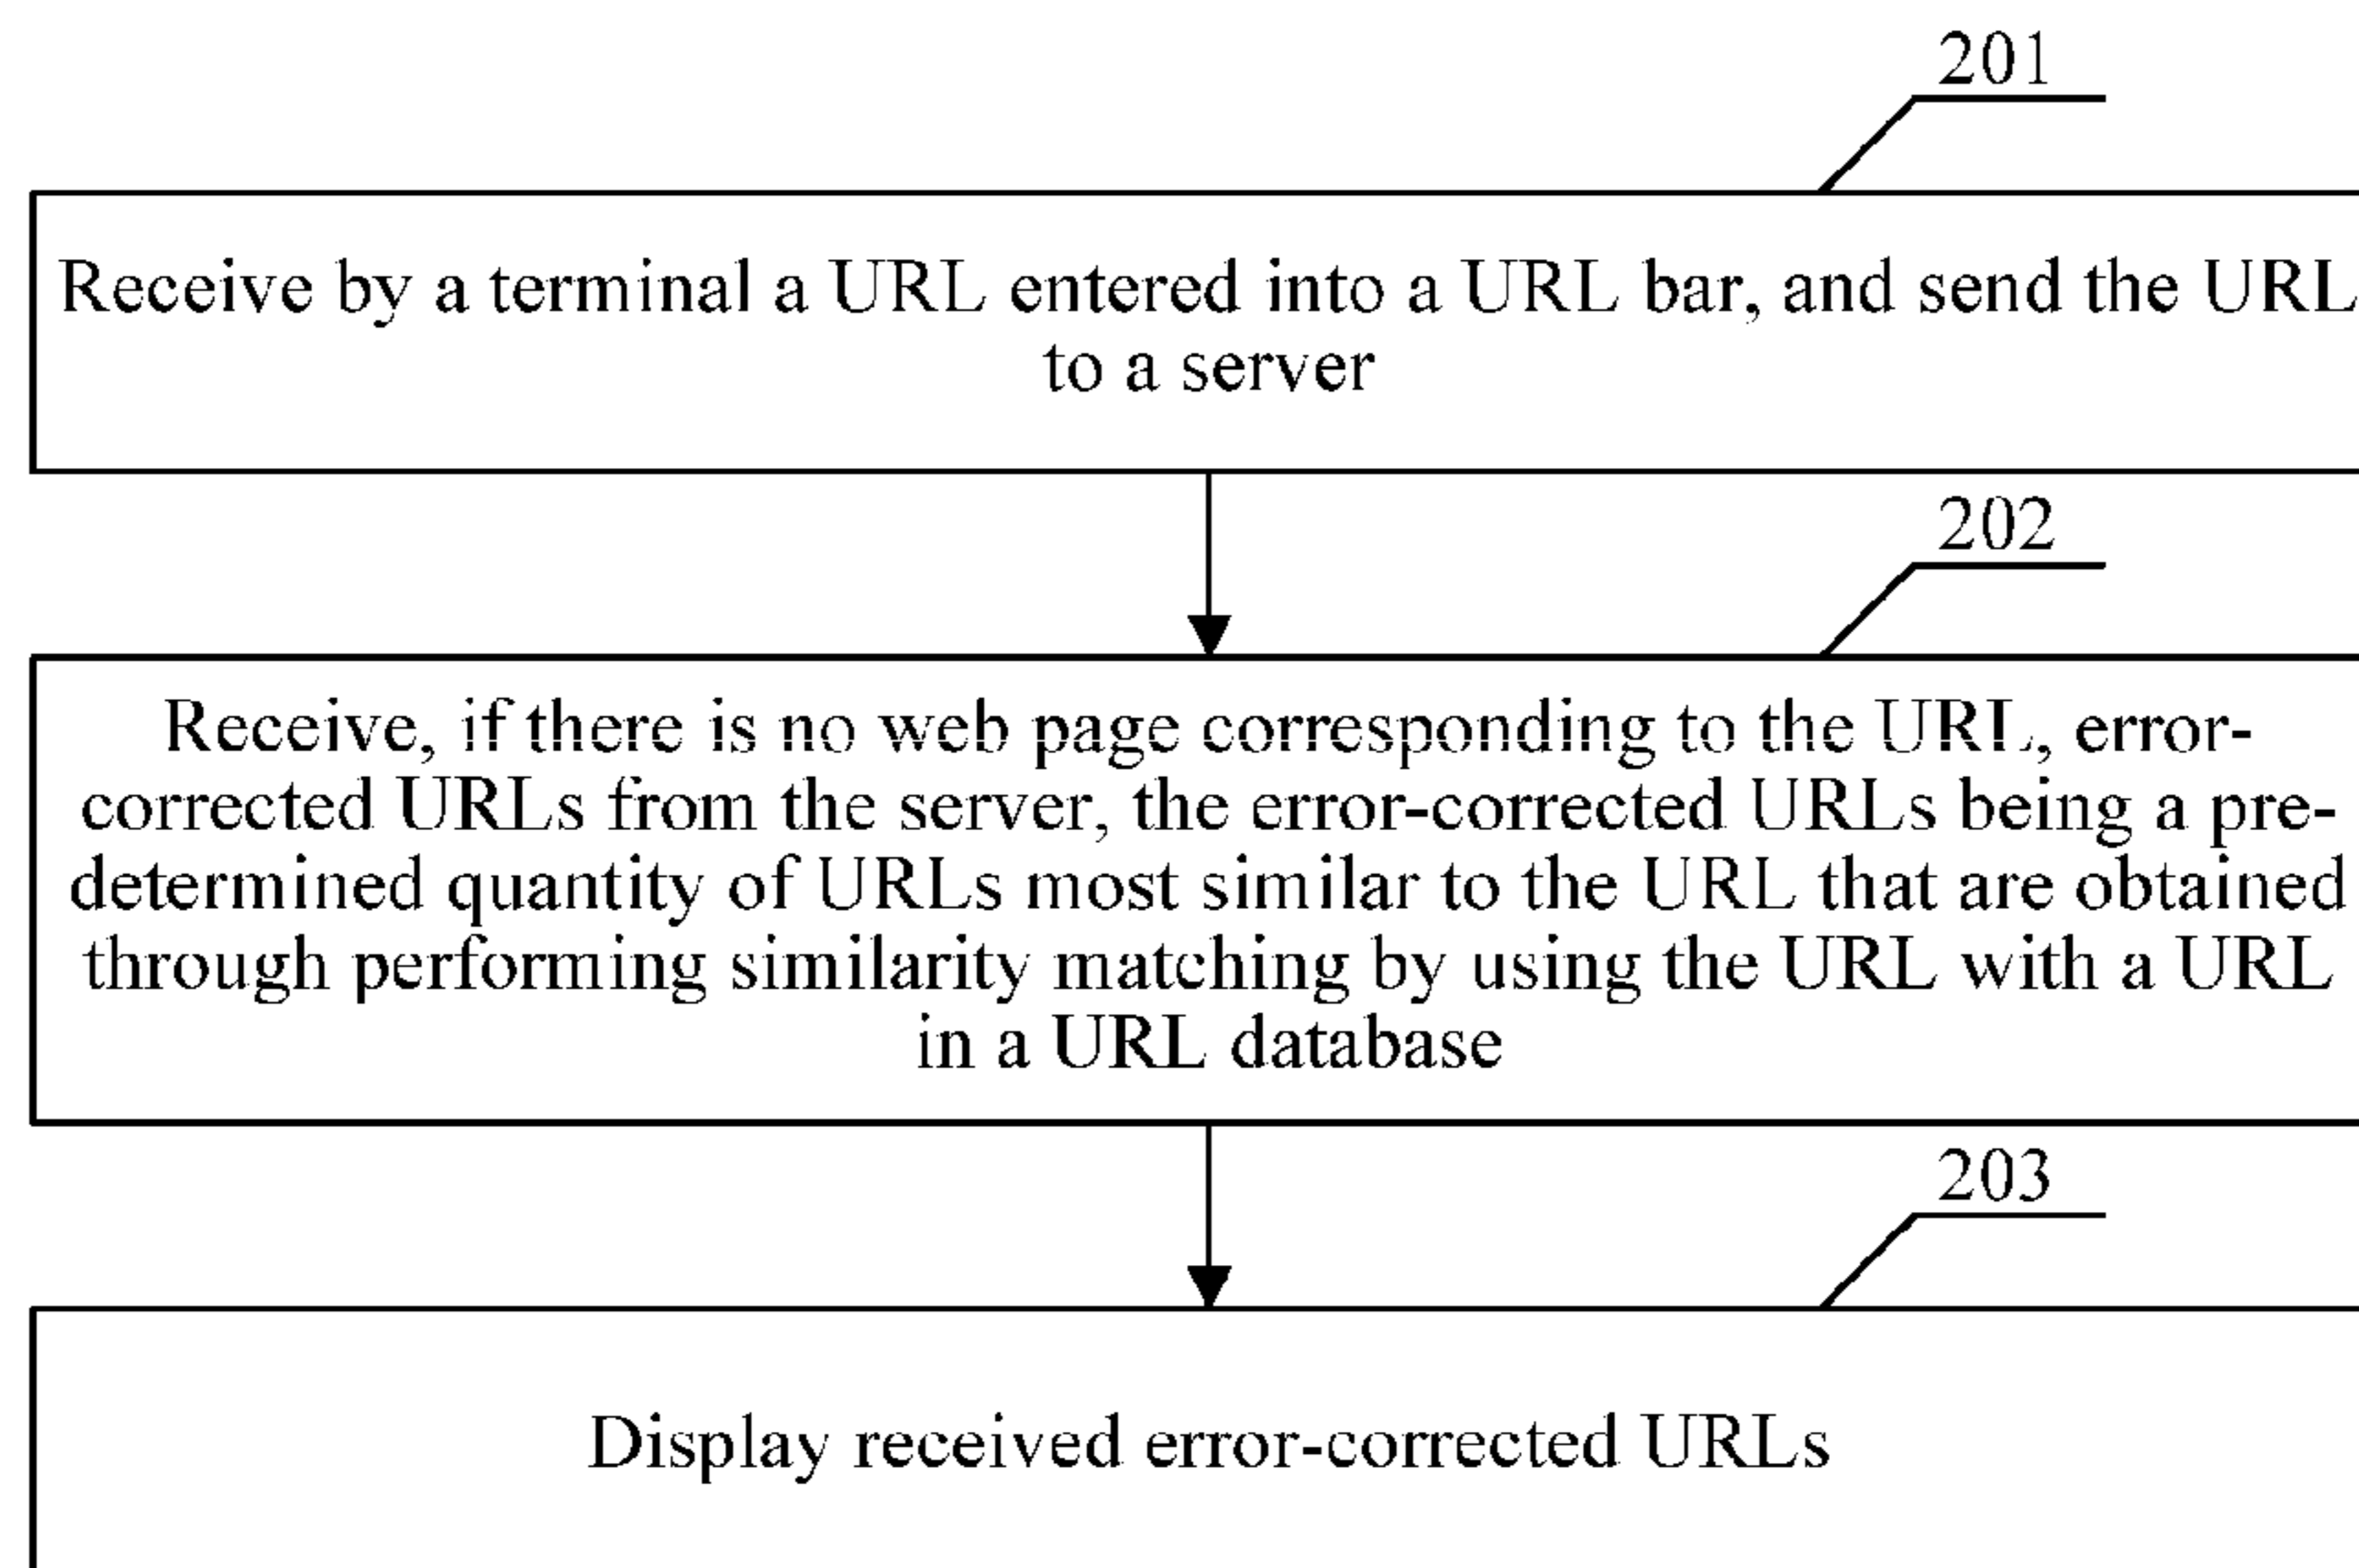 201
Receive by a terminal a URL entered into a URL bar, and send the URL
to a server
202
Receive, if there is no web page corresponding to the URL, error-
corrected URLs from the server, the error-corrected URLs being a pre-
determined quantity of URLs most similar to the URL that are obtained
through performing similarity matching by using the URL with a URL
in a URL database
203
Display received error-corrected URLs